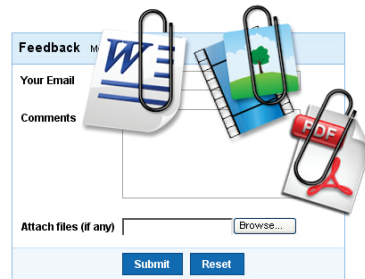 Feedback
W
Your Email
Comments
PDF
Attach files (if any)
Browse...
Submit Reset